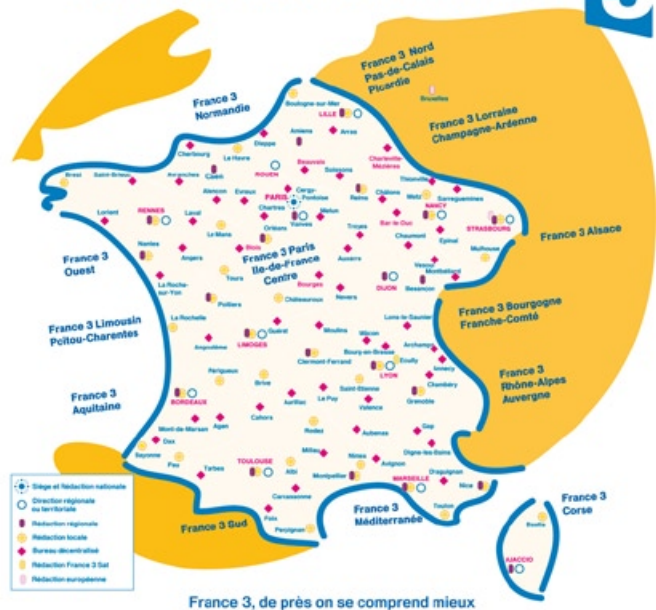 3
France 3 Nord
Pas-de-Calais
Picardie
Bruxelles
France 3
Normandie
Boulogne-sur-Mer
LILLE
France 3 Lorraine
Champagne-Ardenne
Dieppe
Amiens
Arras
Cherbourg
Le Havre
Beauvais
Soissons
Charleville-
Mézières
ROUEN
Thionville
Brest
Saint-Brieuc
Avranches
Caen
Alençon
Evreux
PARIS
Cergy-
Pontoise
Reims
Châlons
Metz
Sarreguemines
Chartres
Vanves
Melun
NANCY
Lorient
RENNES
Laval
Le Mans
Orléans
Troyes
Bar le Duc
STRASBOURG
Chaumont
Epinal
France 3 Alsace
Nantes
Angers
Blois
France 3 Paris
Ile-de-France
Centre
Auxerre
Vesoul
Mulhouse
Montbéliard
France 3
Ouest
La Roche-
sur-Yon
Tours
Bourges
Nevers
DIJON
Besançon
Poitiers
Châteauroux
France 3 Bourgogne
Franche-Comté
La Rochelle
Lons-le-Saunier
France 3 Limousin
Poitou-Charentes
Angoulême
LIMOGES
Guéret
Moulins
Bourg-en-Bresse
Archamps
Ecully
Annecy
Clermont-Ferrand
LYON
Périgueux
Brive
Saint-Etienne
Chambéry
France 3
Rhône-Alpes
Auvergne
France 3
Aquitaine
BORDEAUX
Aurillac
Le Puy
Valence
Grenoble
Cahors
Mont-de-Marsan
Agen
Rodez
Aubenas
Gap
Dax
Millau
Digne-les-Bains
Bayonne
Pau
Tarbes
TOULOUSE
Albi
Nîmes
Avignon
Draguignan
Montpellier
MARSEILLE
Nice
Carcassonne
Toulon
Foix
Perpignan
France 3 Sud
France 3
Méditerranée
France 3
Corse
Bastia
AJACCIO
Siège et Rédaction nationale
Direction régionale
ou territoriale
Rédaction régionale
Rédaction locale
Bureau décentralisé
Rédaction France 3 Sat
Rédaction européenne
France 3, de près on se comprend mieux